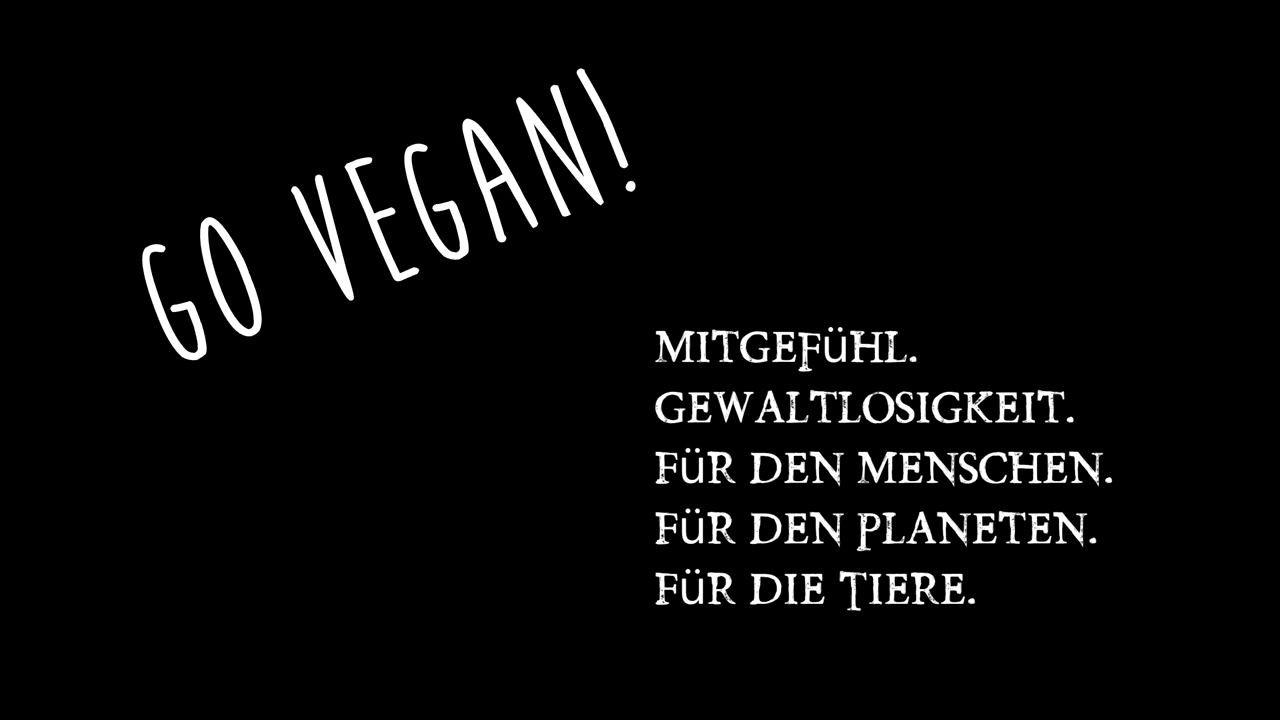 GO VEGAN!
MITGEFÜHL.
GEWALTLOSIGKEIT.
FÜR DEN MENSCHEN.
FÜR DEN PLANETEN.
FÜR DIE TIERE.